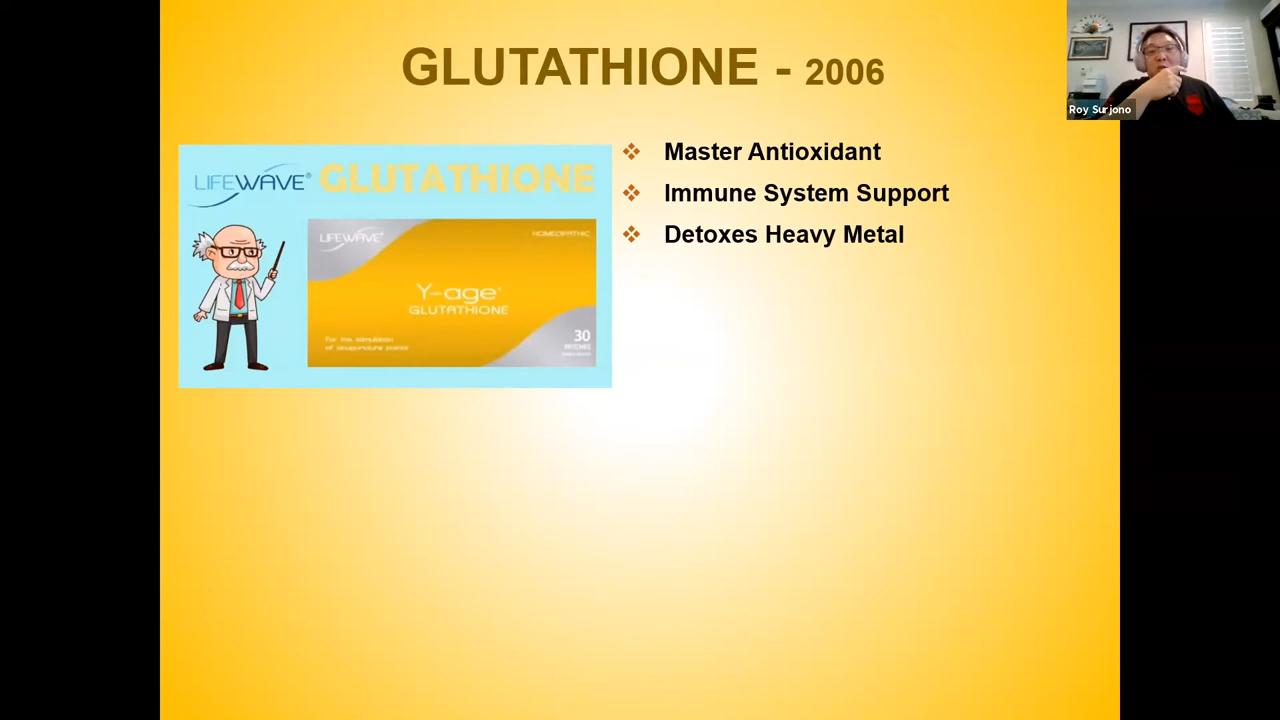 GLUTATHIONE - 2006
Roy Surjono
LIFEWAVE® GLUTATHIONE
LIFEWAVE
HOMEOPATHIC
Y-age
GLUTATHIONE
For the stimulation
of acupuncture points
30
PATCHES
❖ Master Antioxidant
❖ Immune System Support
❖ Detoxes Heavy Metal